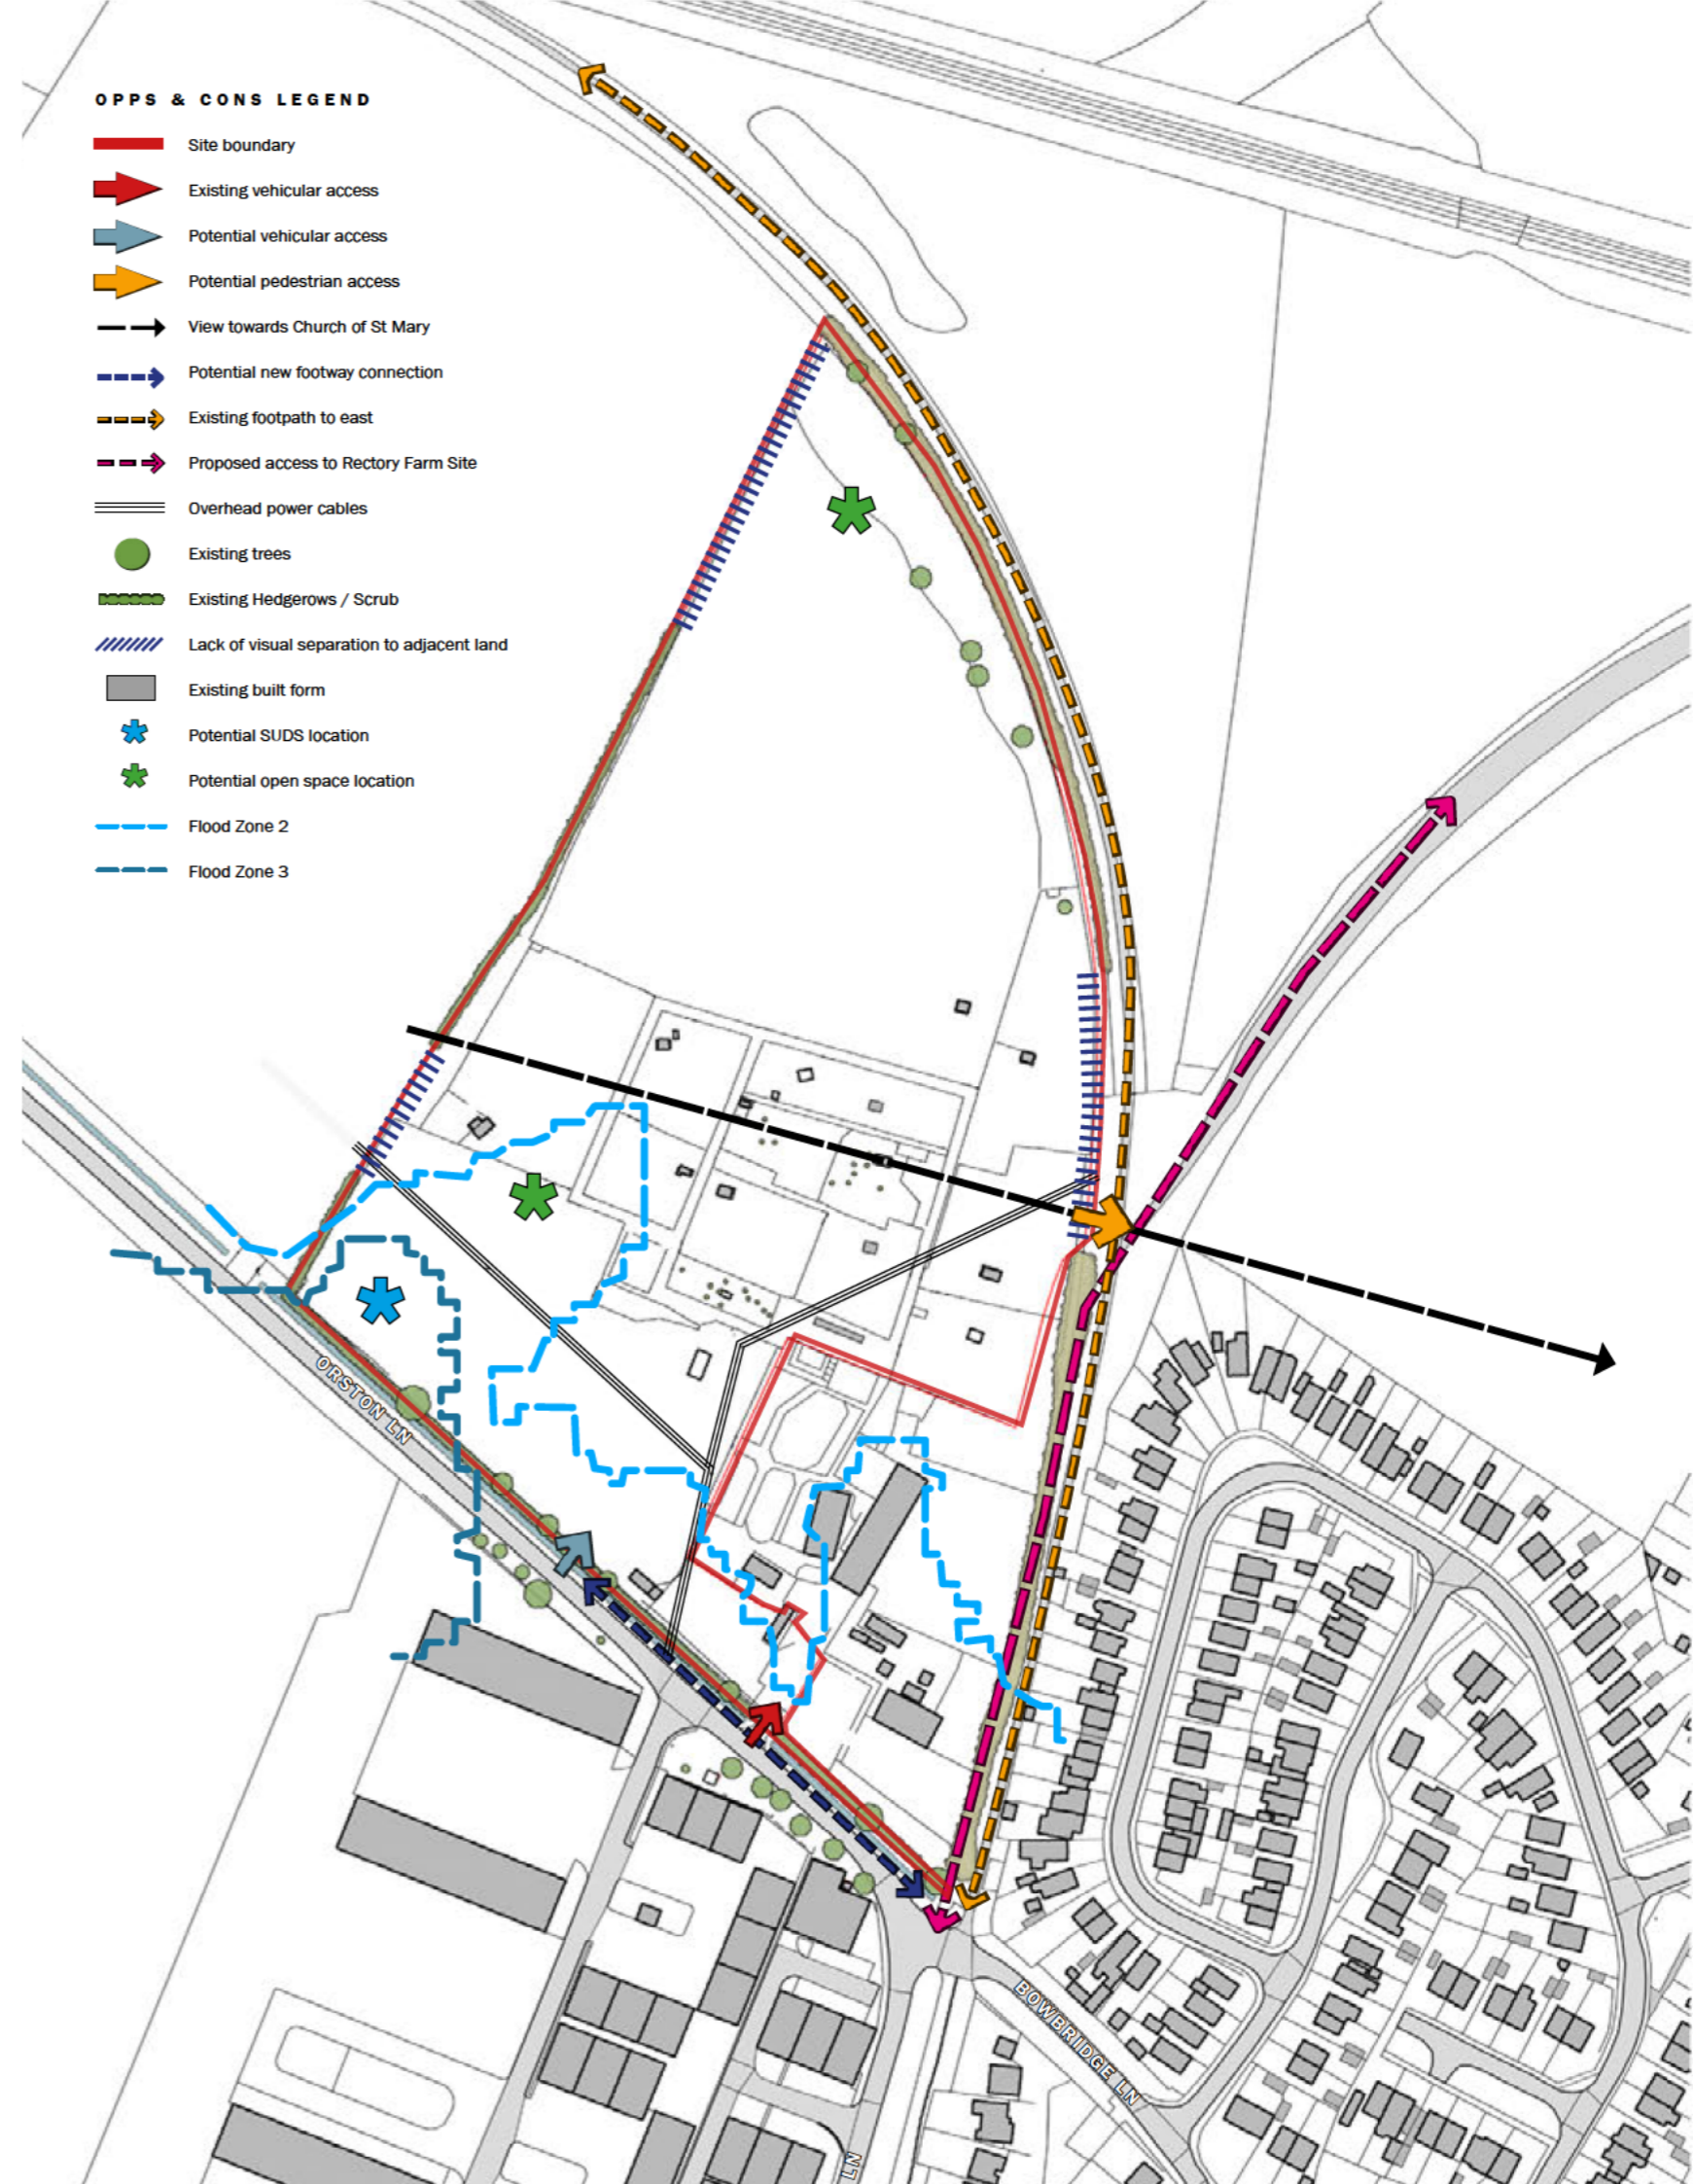 OPPS & CONS LEGEND
Site boundary
Existing vehicular access
Potential vehicular access
Potential pedestrian access
View towards Church of St Mary
Potential new footway connection
Existing footpath to east
Proposed access to Rectory Farm Site
Overhead power cables
Existing trees
Existing Hedgerows / Scrub
Lack of visual separation to adjacent land
Existing built form
Potential SUDS location
Potential open space location
Flood Zone 2
Flood Zone 3
ORSTON LN
BOWBRIDGE LN
LN